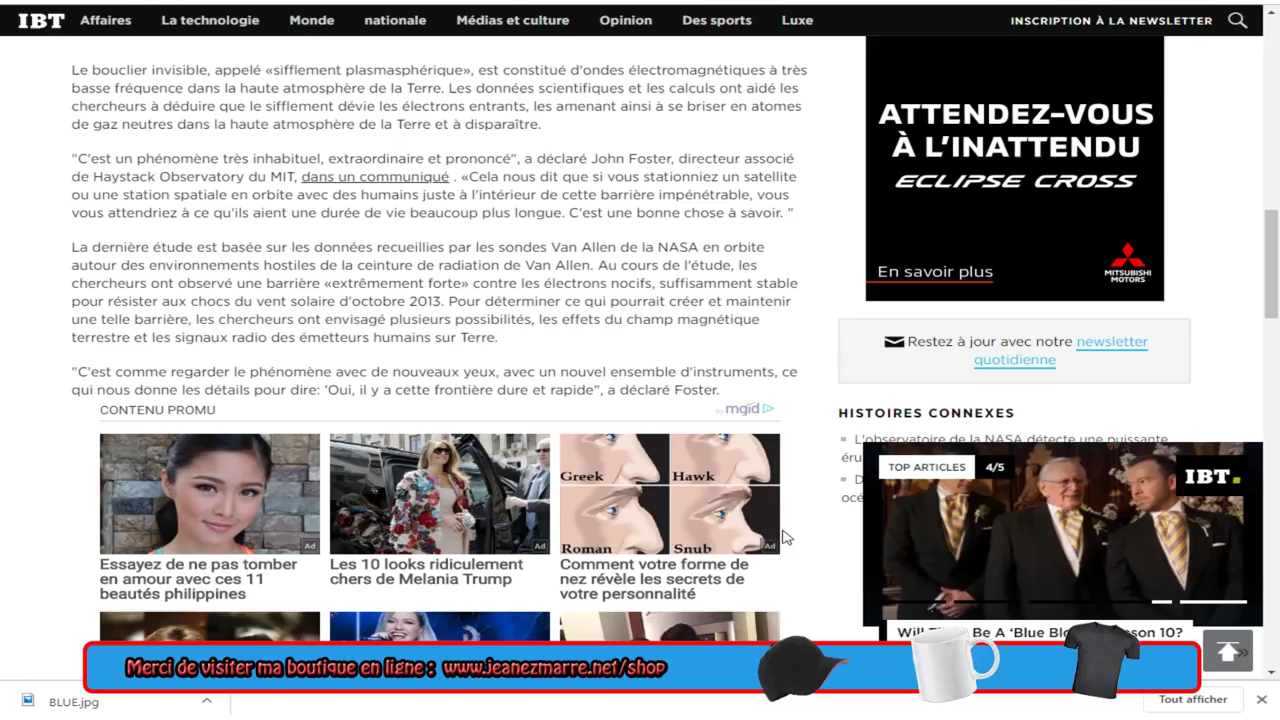 IBT Affaires La technologie Monde nationale Médias et culture Opinion Des sports Luxe INSCRIPTION À LA NEWSLETTER
Le bouclier invisible, appelé «sifflement plasmasphérique», est constitué d'ondes électromagnétiques à très
basse fréquence dans la haute atmosphère de la Terre. Les données scientifiques et les calculs ont aidé les
chercheurs à déduire que le sifflement dévie les électrons entrants, les amenant ainsi à se briser en atomes
de gaz neutres dans la haute atmosphère de la Terre et à disparaître.
"C'est un phénomène très inhabituel, extraordinaire et prononcé", a déclaré John Foster, directeur associé
de Haystack Observatory du MIT, dans un communiqué . «Cela nous dit que si vous stationniez un satellite
ou une station spatiale en orbite avec des humains juste à l'intérieur de cette barrière impénétrable, vous
vous attendriez à ce qu'ils aient une durée de vie beaucoup plus longue. C'est une bonne chose à savoir. "
La dernière étude est basée sur les données recueillies par les sondes Van Allen de la NASA en orbite
autour des environnements hostiles de la ceinture de radiation de Van Allen. Au cours de l'étude, les
chercheurs ont observé une barrière «extrêmement forte» contre les électrons nocifs, suffisamment stable
pour résister aux chocs du vent solaire d'octobre 2013. Pour déterminer ce qui pourrait créer et maintenir
une telle barrière, les chercheurs ont envisagé plusieurs possibilités, les effets du champ magnétique
terrestre et les signaux radio des émetteurs humains sur Terre.
"C'est comme regarder le phénomène avec de nouveaux yeux, avec un nouvel ensemble d'instruments, ce
qui nous donne les détails pour dire: 'Oui, il y a cette frontière dure et rapide", a déclaré Foster.
CONTENU PROMU
by mgid
Greek Hawk
Roman Snub
Ad Ad Ad
Essayez de ne pas tomber
en amour avec ces 11
beautés philippines
Les 10 looks ridiculement
chers de Melania Trump
Comment votre forme de
nez révèle les secrets de
votre personnalité
ATTENDEZ-VOUS
À L'INATTENDU
ECLIPSE CROSS
En savoir plus
MITSUBISHI
MOTORS
Restez à jour avec notre newsletter
quotidienne
HISTOIRES CONNEXES
L'observatoire de la NASA détecte une puissante
éru
D
océ
TOP ARTICLES 4/5
IBT.
Will Be A 'Blue Season 10?
Merci de visiter ma boutique en ligne : www.jeanezmarre.net/shop
BLUE.jpg
Tout afficher